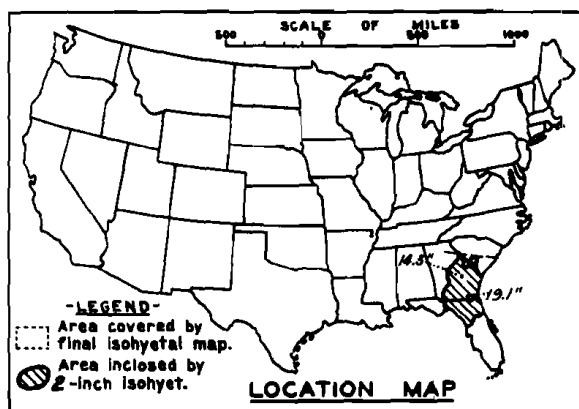 SCALE OF MILES
500 0 500 1000
14.5"
19.1"
-LEGEND-
Area covered by
final isohyetal map.
Area inclosed by
2-inch isohyet.
LOCATION MAP